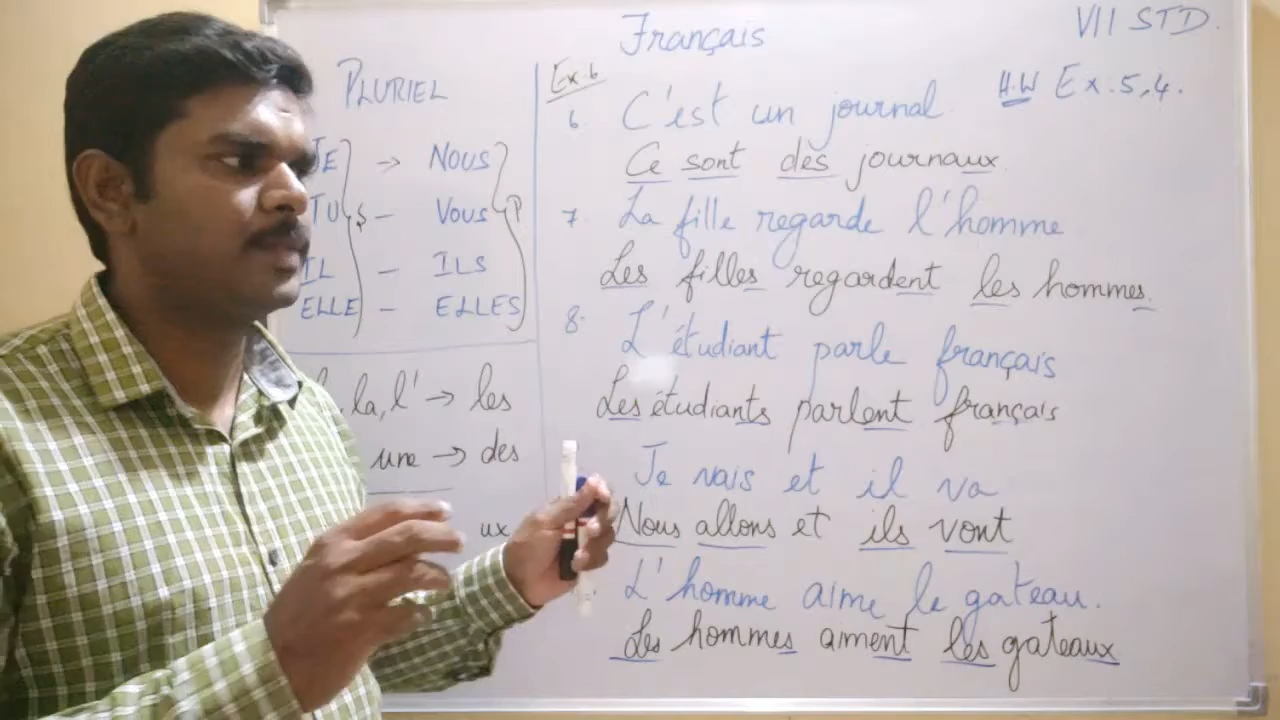 Français
VII STD.
PLURIEL
JE → NOUS
TU - VOUS
IL - ILS
ELLE - ELLES
la, l' → les
une → des
ux
Ex.6
H.W Ex. 5,4.
6 C'est un journal
Ce sont des journaux.
7. La fille regarde l'homme
Les filles regardent les hommes.
8. L'étudiant parle français
Les étudiants parlent français
Je vais et il va
Nous allons et ils vont
L'homme aime le gateau.
Les hommes aiment les gateaux